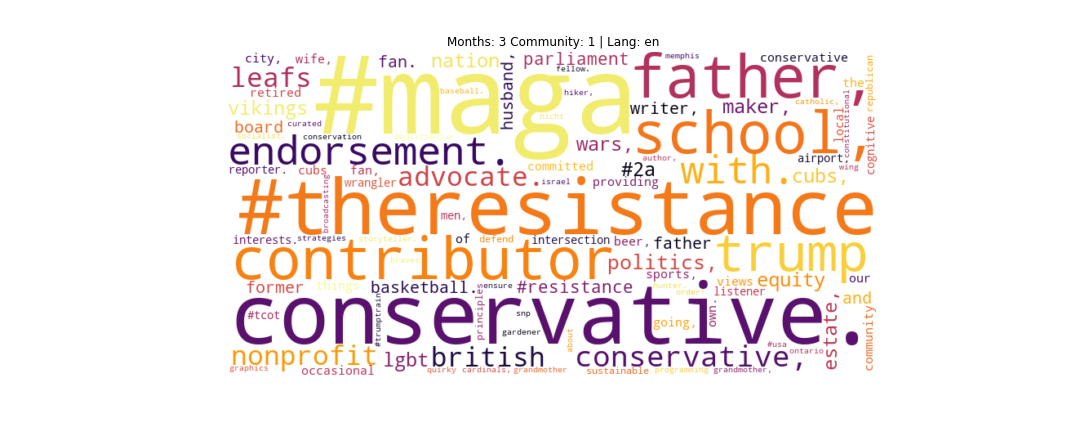 Months: 3 Community: 1 | Lang: en
city, wife, fan. nation husband, parliament fellow. memphis conservative
leafs #maga father, the republican
retired baseball. hiker, catholic,
vikings curated writer, maker, local constitutional
board conservation nicht school, cognitive
endorsement. wars, airport,
reporter. cubs fan, committed #2a author, with. cubs, wing
wrangler advocate. israel providing
broadcasting #theresistance
men,
interests. strategies storyteller. of defend intersection beer, father trump
contributor braves politics,
former things. basketball. ensure #resistance sports, hunter. views equity our
order. listener
#tcot #trumptrain conservative. principles snp going, own. estate, and
gardener about #usa community
nonprofit lgbt british conservative, ontario
graphics occasional quirky cardinals, grandmother sustainable programming grandmother,